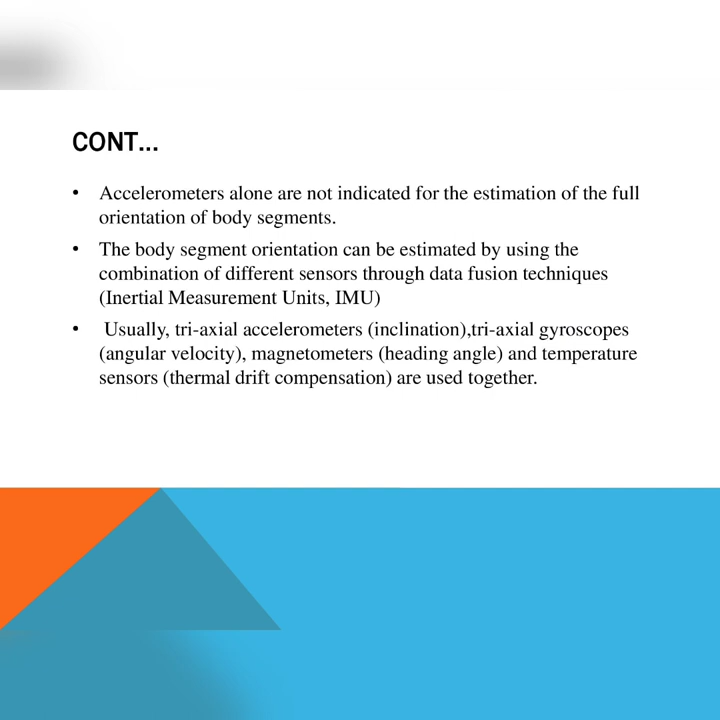 CONT...
• Accelerometers alone are not indicated for the estimation of the full
orientation of body segments.
• The body segment orientation can be estimated by using the
combination of different sensors through data fusion techniques
(Inertial Measurement Units, IMU)
• Usually, tri-axial accelerometers (inclination),tri-axial gyroscopes
(angular velocity), magnetometers (heading angle) and temperature
sensors (thermal drift compensation) are used together.